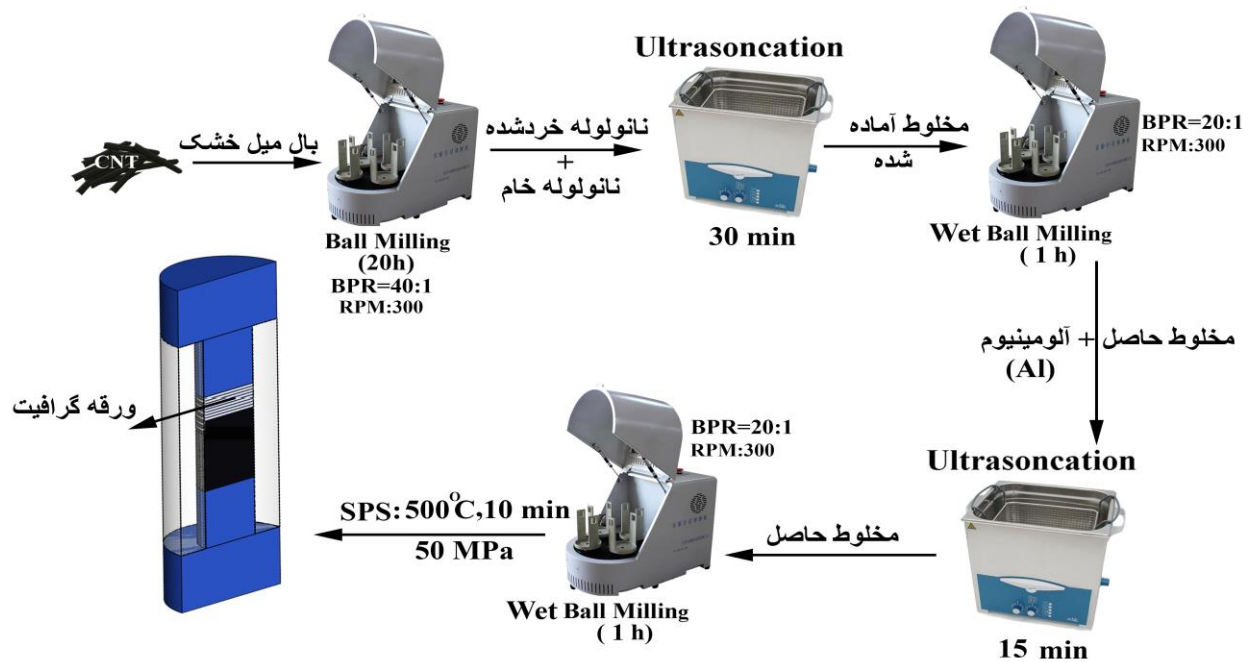 CNT
بال میل خشک
Ball Milling
(20h)
BPR=40:1
RPM:300
نانولوله خردشده
+
نانولوله خام
Ultrasoncation
30 min
مخلوط آماده
شده
BPR=20:1
RPM:300
Wet Ball Milling
( 1 h)
مخلوط حاصل + آلومینیوم
(Al)
Ultrasoncation
15 min
مخلوط حاصل
BPR=20:1
RPM:300
Wet Ball Milling
( 1 h)
SPS: 500°C,10 min
50 MPa
ورقه گرافیت